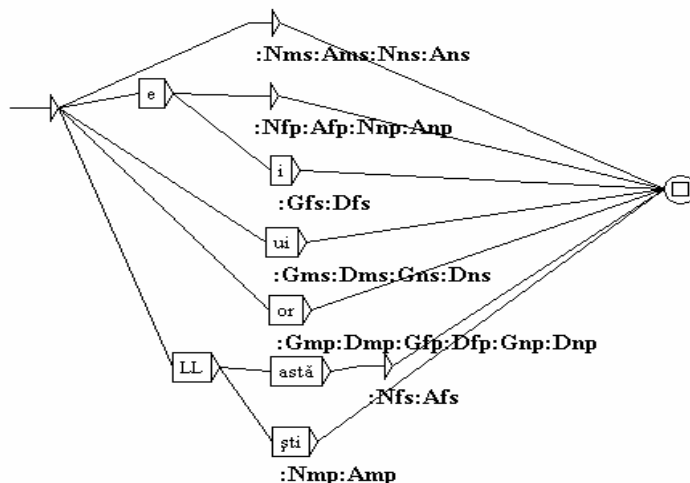 :Nms:Ams:Nns:Ans
e
:Nfp:Afp:Nnp:Anp
i
:Gfs:Dfs
ui
:Gms:Dms:Gns:Dns
or
:Gmp:Dmp:Gfp:Dfp:Gnp:Dnp
LL
astă
:Nfs:Afs
şti
:Nmp:Amp